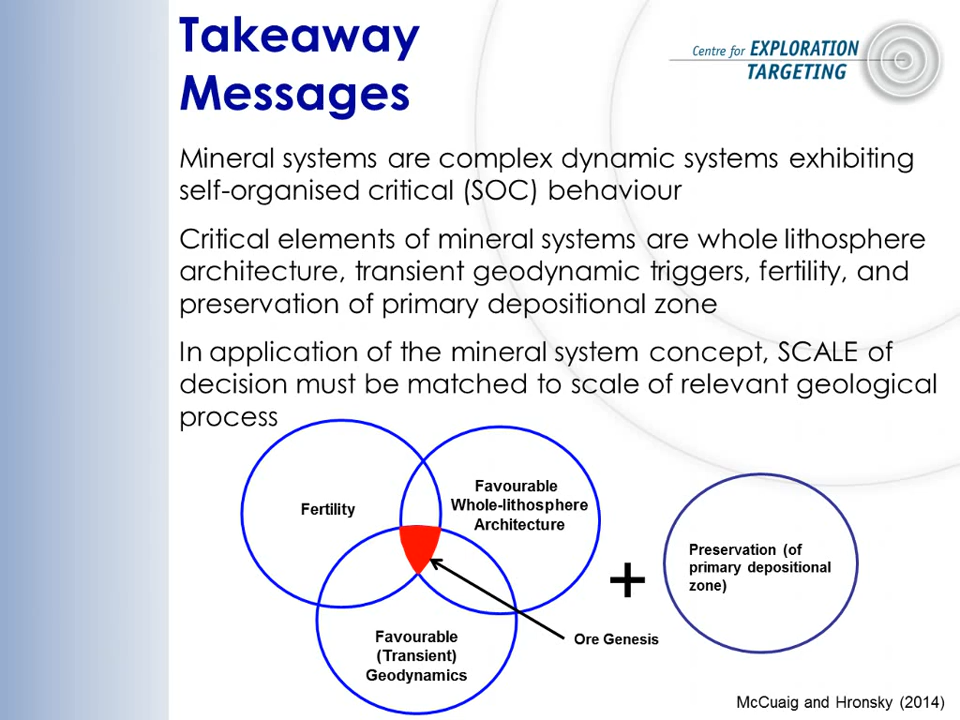 Takeaway
Messages
Centre for EXPLORATION
TARGETING
Mineral systems are complex dynamic systems exhibiting
self-organised critical (SOC) behaviour
Critical elements of mineral systems are whole lithosphere
architecture, transient geodynamic triggers, fertility, and
preservation of primary depositional zone
In application of the mineral system concept, SCALE of
decision must be matched to scale of relevant geological
process
Fertility
Favourable
Whole-lithosphere
Architecture
Preservation (of
primary depositional
zone)
+
Favourable
(Transient)
Geodynamics
Ore Genesis
McCuaig and Hronsky (2014)